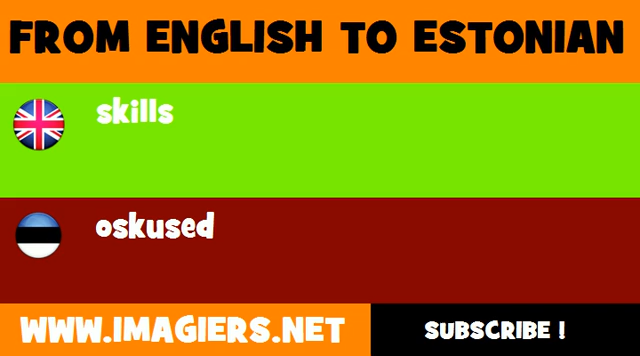 FROM ENGLISH TO ESTONIAN
skills
oskused
WWW.IMAGIERS.NET
SUBSCRIBE !